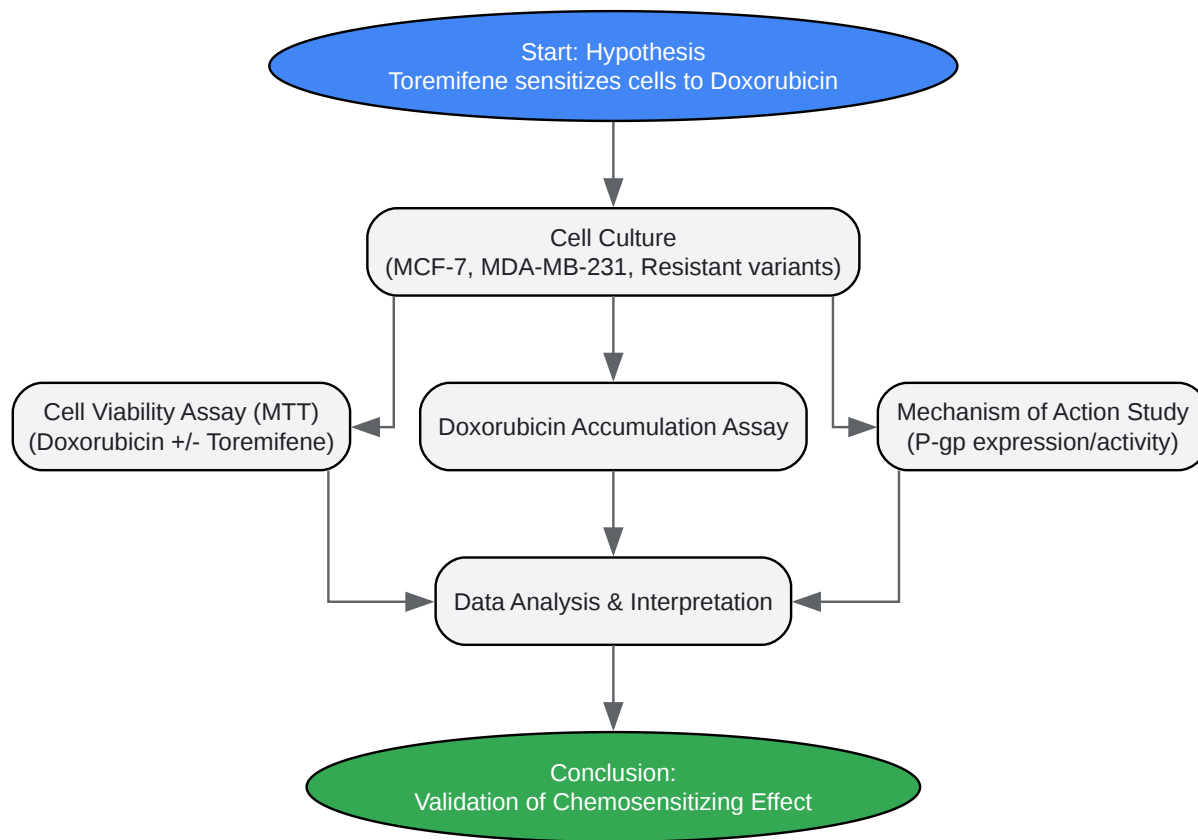 Start: Hypothesis
Toremifene sensitizes cells to Doxorubicin
Cell Culture
(MCF-7, MDA-MB-231, Resistant variants)
Cell Viability Assay (MTT)
(Doxorubicin +/- Toremifene)
Doxorubicin Accumulation Assay
Mechanism of Action Study
(P-gp expression/activity)
Data Analysis & Interpretation
Conclusion:
Validation of Chemosensitizing Effect